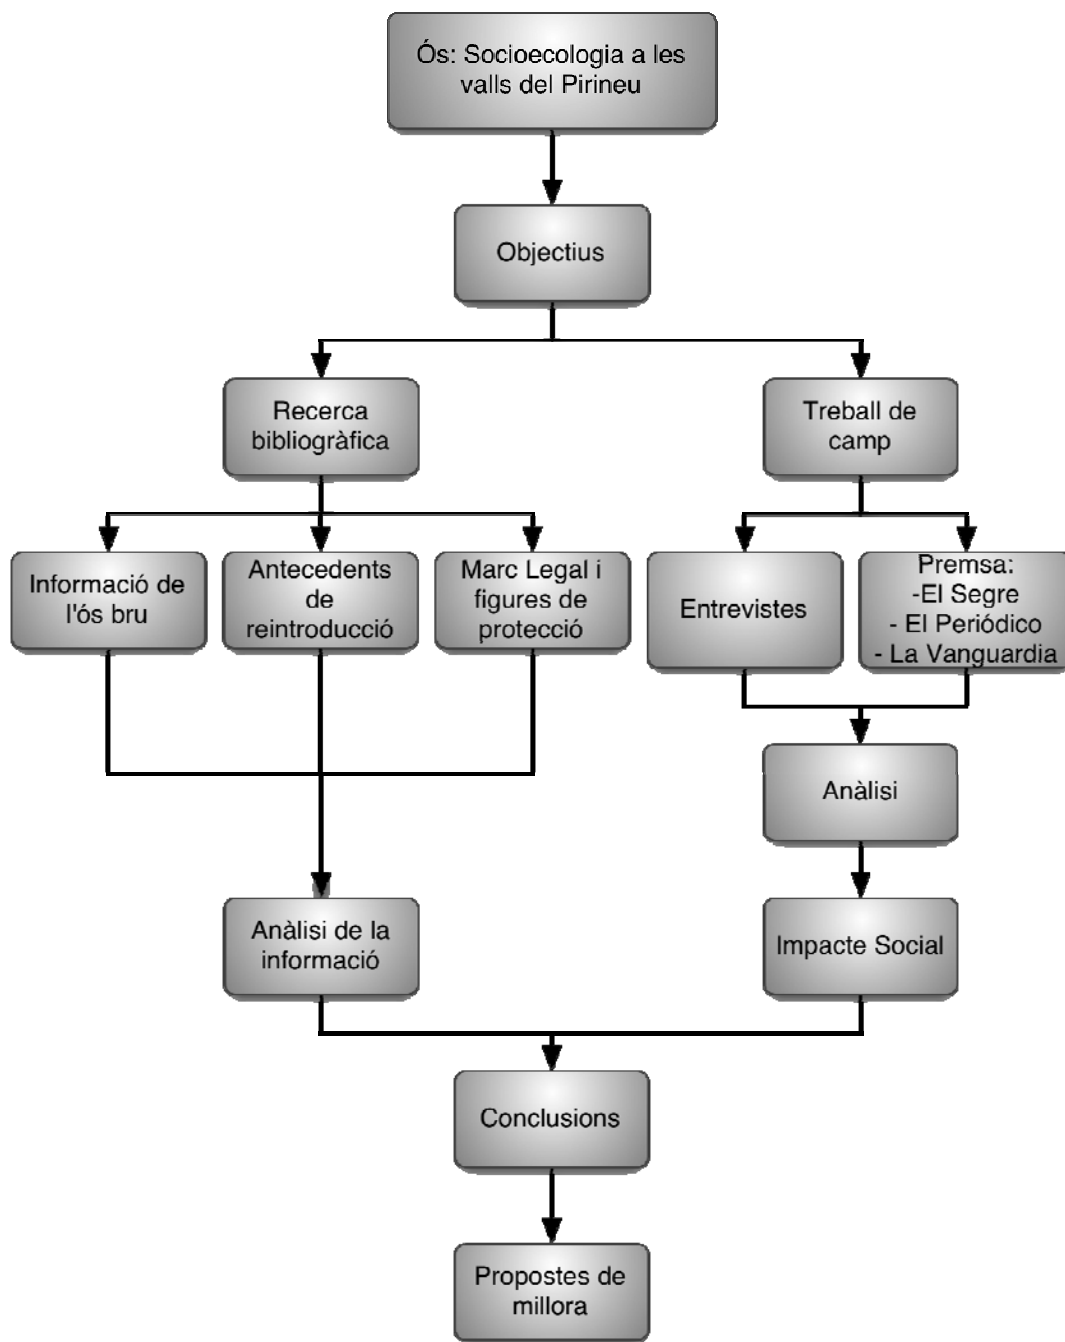 Ós: Socioecologia a les
valls del Pirineu
Objectius
Recerca
bibliogràfica
Treball de
camp
Informació de
l'ós bru
Antecedents
de
reintroducció
Marc Legal i
figures de
protecció
Entrevistes
Premsa:
-El Segre
- El Periódico
- La Vanguardia
Anàlisi
Anàlisi de la
informació
Impacte Social
Conclusions
Propostes de
millora